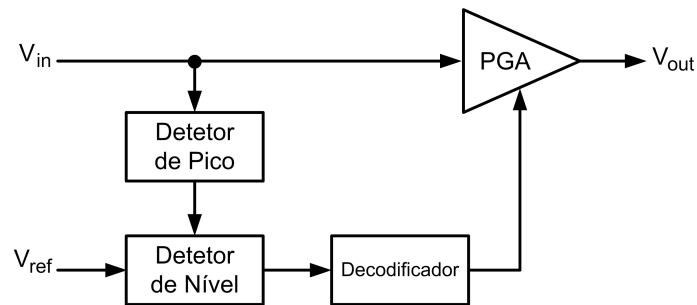 V_in
PGA
V_out
Detetor
de Pico
V_ref
Detetor
de Nível
Decodificador